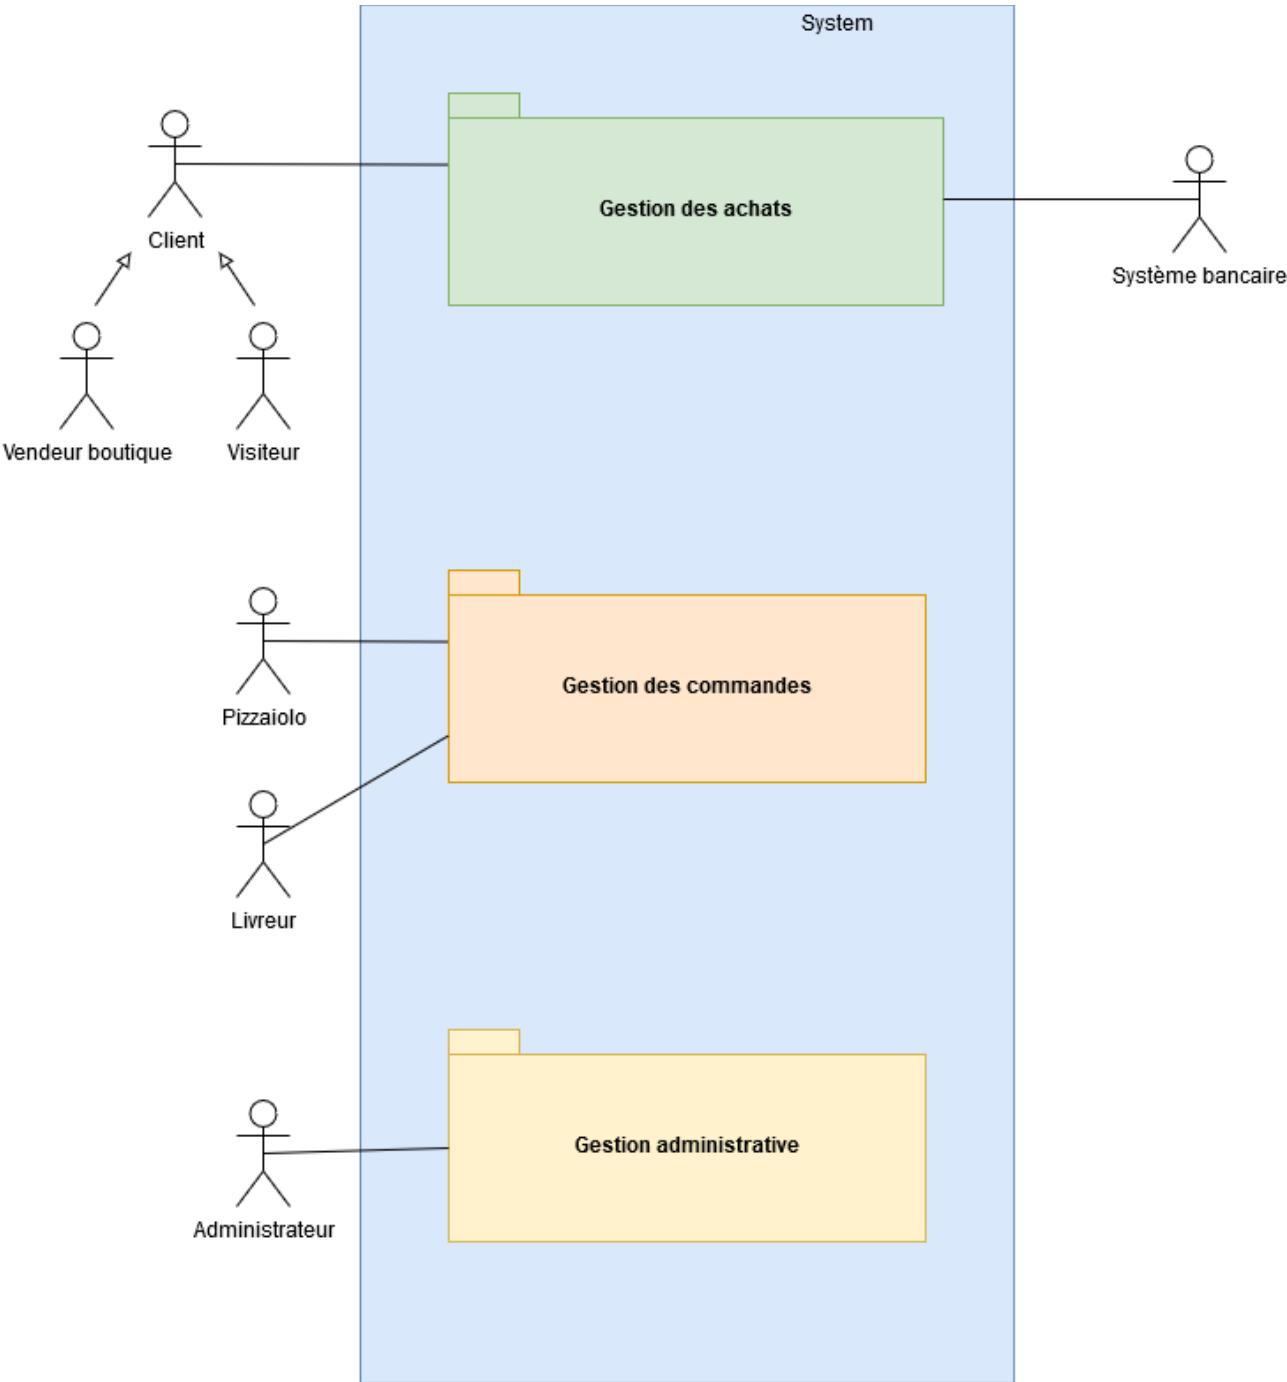 System
Client
Gestion des achats
Système bancaire
Vendeur boutique
Visiteur
Gestion des commandes
Pizzaiolo
Livreur
Gestion administrative
Administrateur